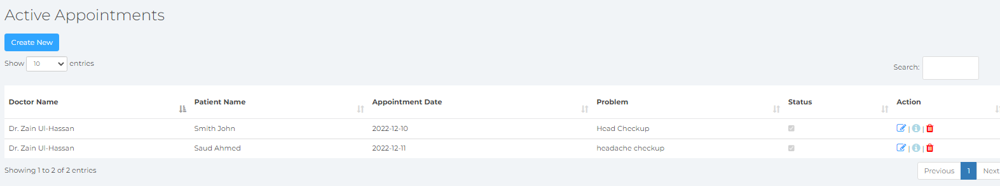 Active Appointments
Create New
Show 10 entries
Search:
Doctor Name Patient Name Appointment Date Problem Status Action
Dr. Zain Ul-Hassan Smith John 2022-12-10 Head Checkup | |
Dr. Zain Ul-Hassan Saud Ahmed 2022-12-11 headache checkup | |
Showing 1 to 2 of 2 entries
Previous 1 Next